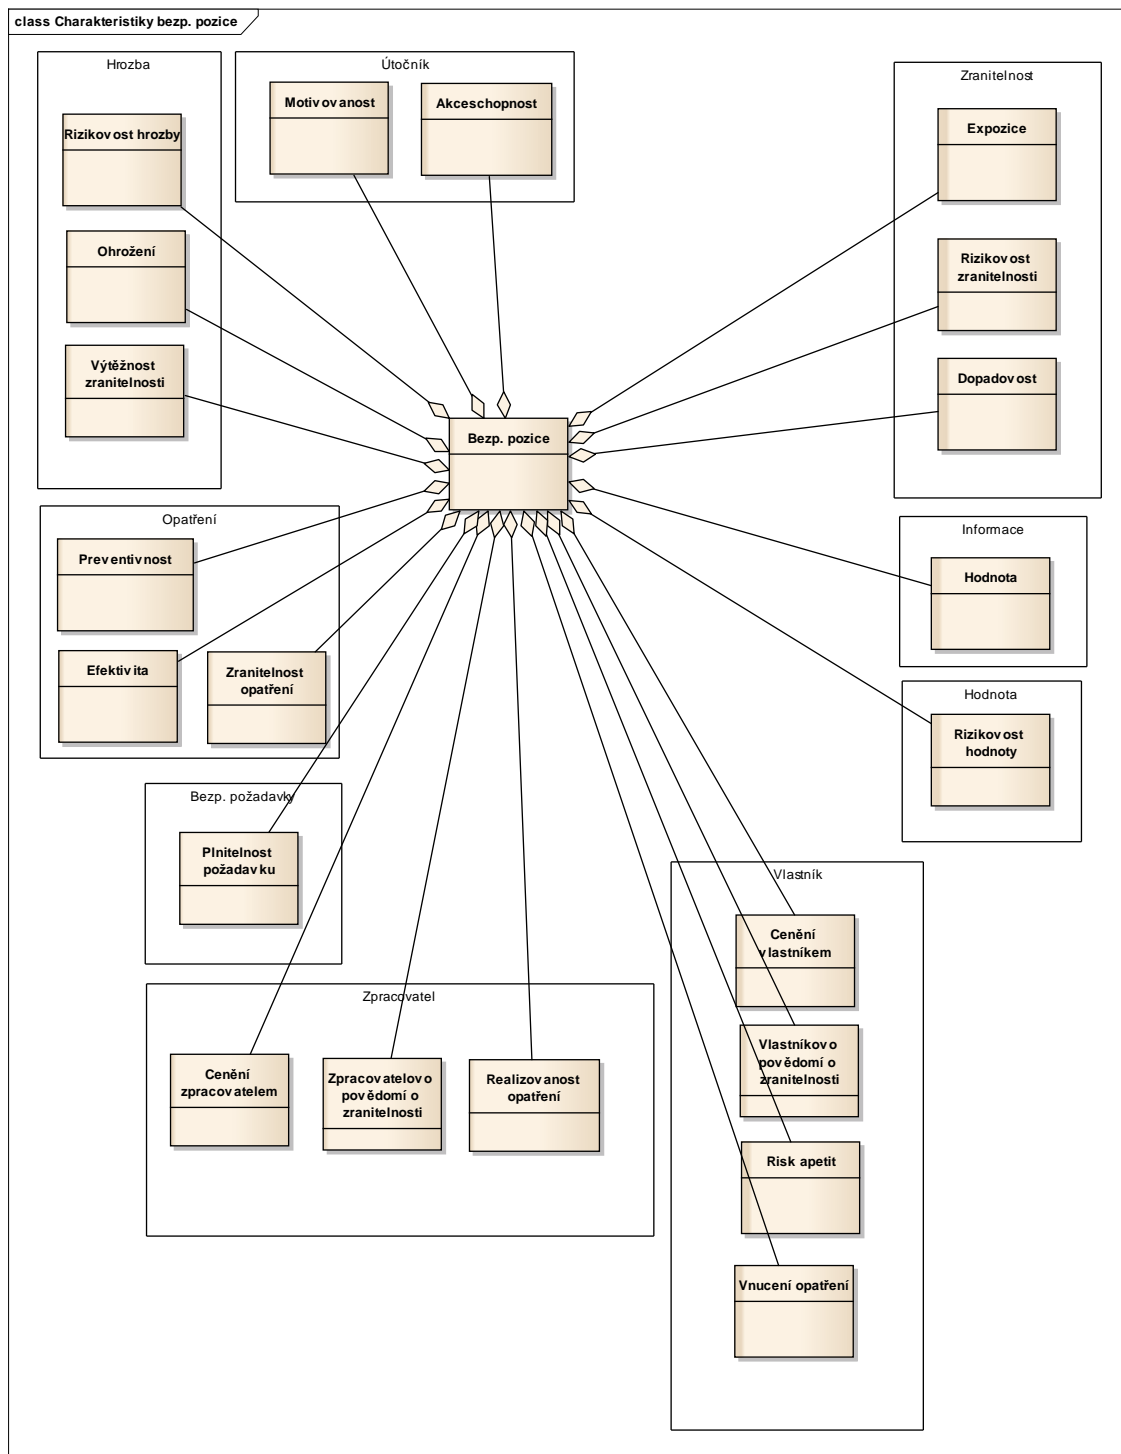 class Charakteristiky bezp. pozice
Hrozba
Rizikovost hrozby
Ohrožení
Výtěžnost
zranitelnosti
Útočník
Motivovanost
Akceschopnost
Zranitelnost
Expozice
Rizikovost
zranitelnosti
Dopadovost
Bezp. pozice
Opatření
Preventivnost
Efektivita
Zranitelnost
opatření
Informace
Hodnota
Hodnota
Rizikovost
hodnoty
Bezp. požadavky
Plnitelnost
požadavku
Zpracovatel
Cenění
zpracovatelem
Zpracovatelovo
povědomí o
zranitelnosti
Realizovanost
opatření
Vlastník
Cenění
vlastníkem
Vlastníkovo
povědomí o
zranitelnosti
Risk apetit
Vnucení opatření